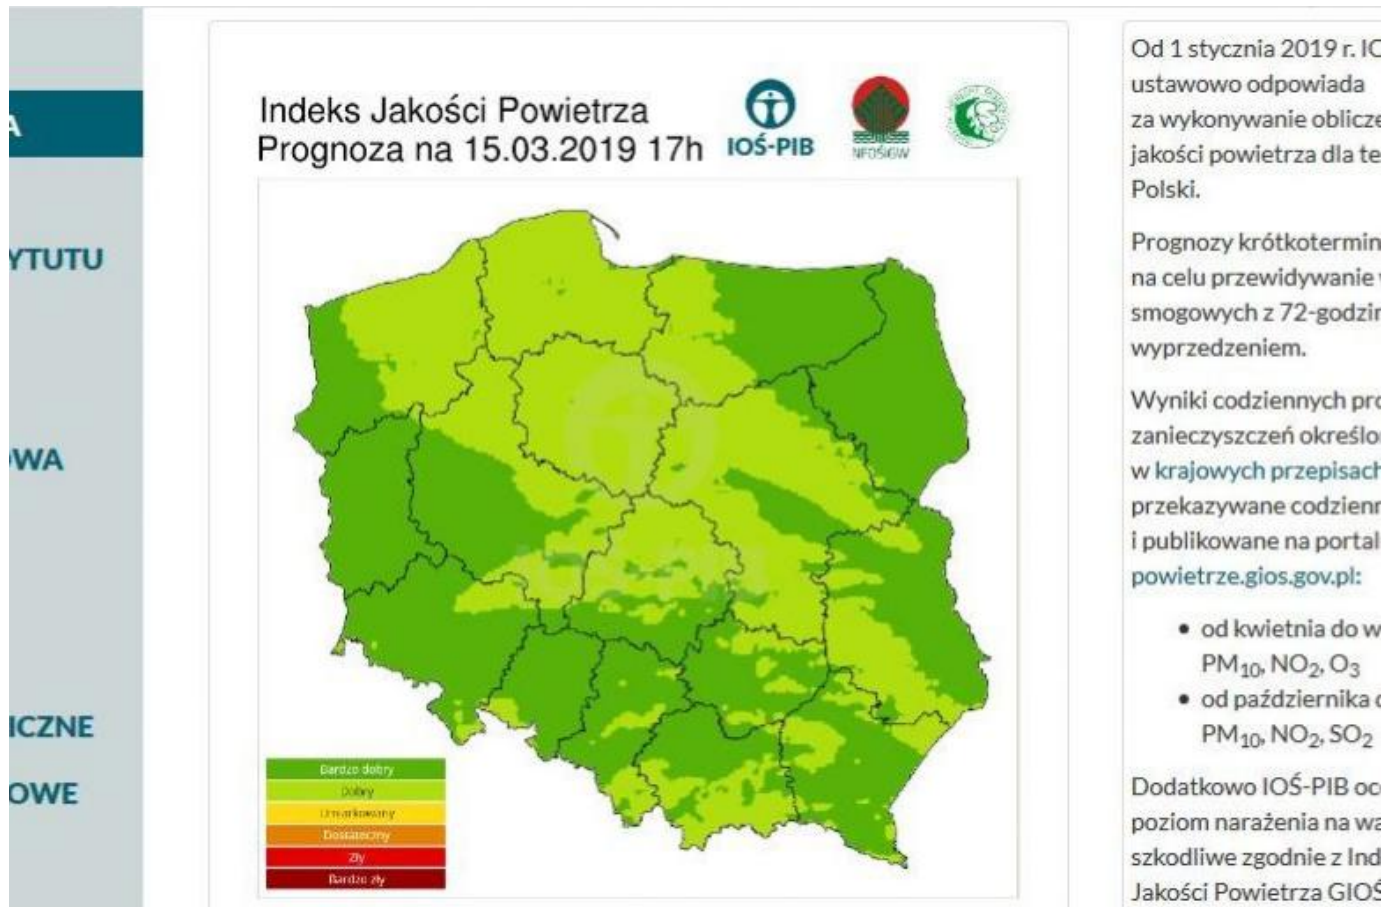 A
YTUTU
WA
ICZNE
OWE
Indeks Jakości Powietrza
Prognoza na 15.03.2019 17h
IOŚ-PIB
NFOŚiGW
Bardzo dobry
Dobry
Umiarkowany
Dostateczny
Zły
Bardzo zły
Od 1 stycznia 2019 r. IO
ustawowo odpowiada
za wykonywanie oblicze
jakości powietrza dla te
Polski.
Prognozy krótkotermin
na celu przewidywanie
smogowych z 72-godzin
wyprzedzeniem.
Wyniki codziennych pro
zanieczyszczeń określo
w krajowych przepisach
przekazywane codzienn
i publikowane na portal
powietrze.gios.gov.pl:
• od kwietnia do w
PM10, NO2, O3
• od października
PM10, NO2, SO2
Dodatkowo IOŚ-PIB oc
poziom narażenia na wa
szkodliwe zgodnie z Ind
Jakości Powietrza GIOŚ